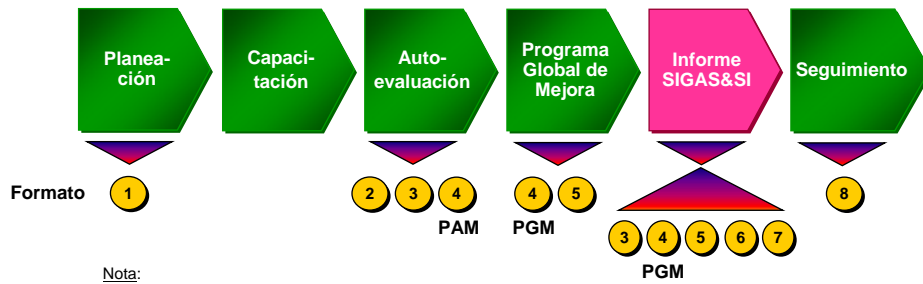 Planea-
ción
Capaci-
tación
Auto-
evaluación
Programa
Global de
Mejora
Informe
SIGAS&SI
Seguimiento
Formato 1 2 3 4 4 5 8
PAM PGM
3 4 5 6 7
PGM
Nota: